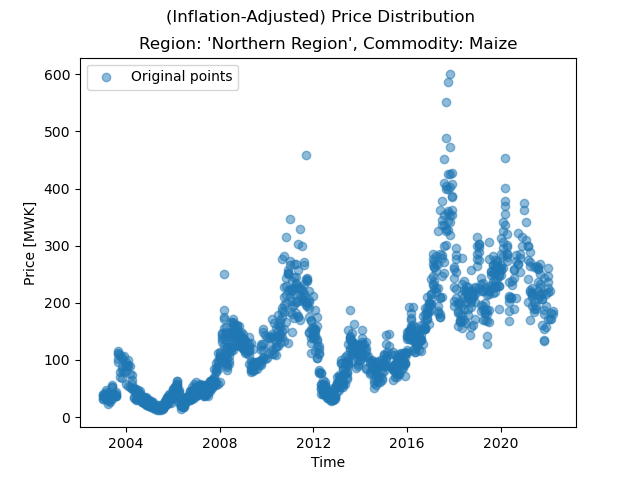 (Inflation-Adjusted) Price Distribution
Region: 'Northern Region', Commodity: Maize
Original points
600
500
400
300
200
100
0
Price [MWK]
2004 2008 2012 2016 2020
Time